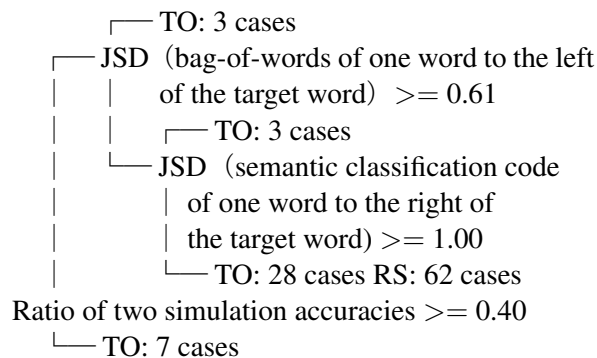 TO: 3 cases
JSD（bag-of-words of one word to the left
of the target word）>= 0.61
TO: 3 cases
JSD（semantic classification code
of one word to the right of
the target word) >= 1.00
TO: 28 cases RS: 62 cases
Ratio of two simulation accuracies >= 0.40
TO: 7 cases